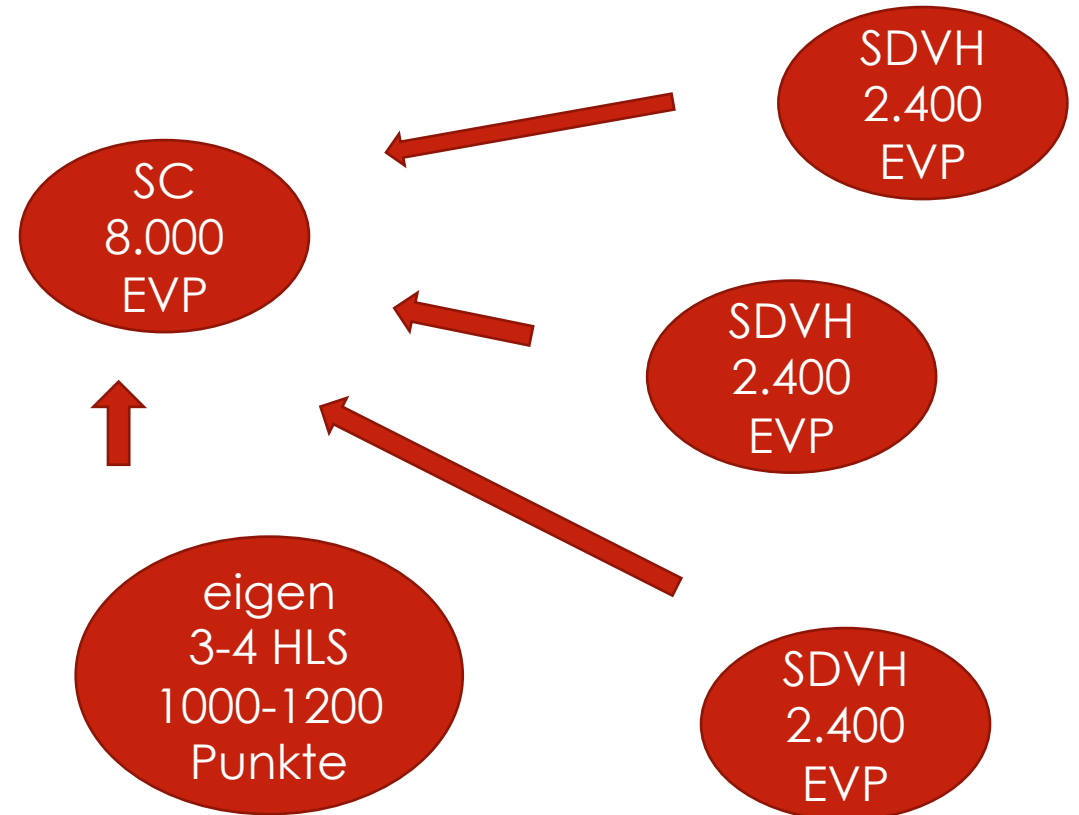 SDVH
2.400
EVP
SC
8.000
EVP
SDVH
2.400
EVP
eigen
3-4 HLS
1000-1200
Punkte
SDVH
2.400
EVP